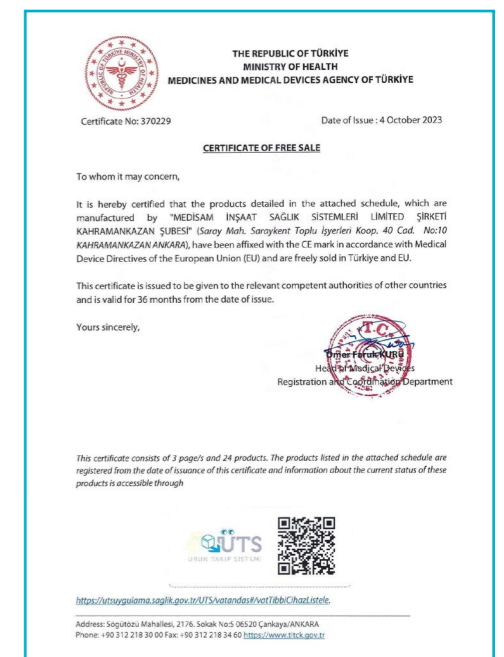 THE REPUBLIC OF TÜRKİYE
MINISTRY OF HEALTH
MEDICINES AND MEDICAL DEVICES AGENCY OF TÜRKİYE
Certificate No: 370229
Date of Issue : 4 October 2023
CERTIFICATE OF FREE SALE
To whom it may concern,
It is hereby certified that the products detailed in the attached schedule, which are
manufactured by "MEDİSAM İNŞAAT SAĞLIK SİSTEMLERİ LİMİTED ŞİRKETİ
KAHRAMANKAZAN ŞUBESİ" (Saray Mah. Saraykent Toplu İşyerleri Koop. 40 Cad. No:10
KAHRAMANKAZAN ANKARA), have been affixed with the CE mark in accordance with Medical
Device Directives of the European Union (EU) and are freely sold in Türkiye and EU.
This certificate is issued to be given to the relevant competent authorities of other countries
and is valid for 36 months from the date of issue.
Yours sincerely,
T.C.
Ömer Faruk KURU
Head of Medical Devices
Registration and Coordination Department
This certificate consists of 3 page/s and 24 products. The products listed in the attached schedule are
registered from the date of issuance of this certificate and information about the current status of these
products is accessible through
ÜTS
ÜRÜN TAKİP SİSTEMİ
https://utsuygulama.saglik.gov.tr/UTS/vatandas#/vatTibbiCihazListele.
Address: Söğütözü Mahallesi, 2176. Sokak No:5 06520 Çankaya/ANKARA
Phone: +90 312 218 30 00 Fax: +90 312 218 34 60 https://www.titck.gov.tr